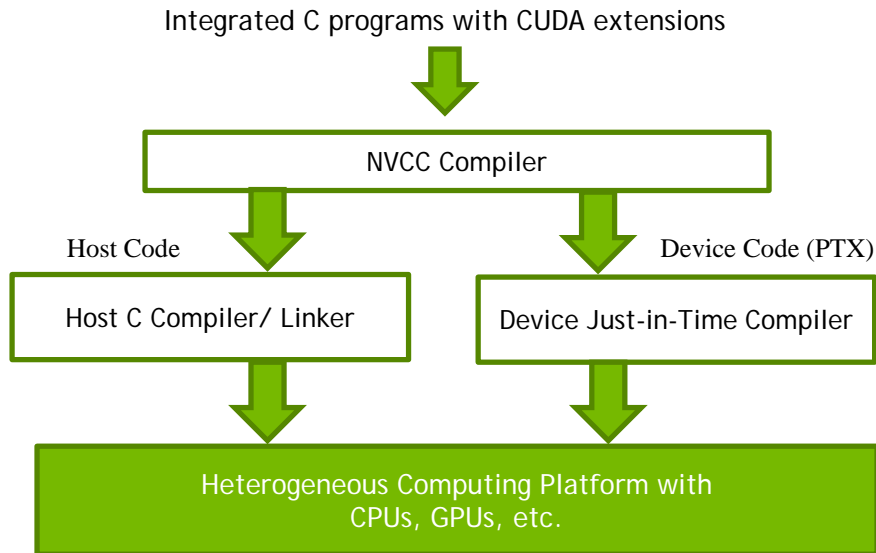 Integrated C programs with CUDA extensions
NVCC Compiler
Host Code
Device Code (PTX)
Host C Compiler/ Linker
Device Just-in-Time Compiler
Heterogeneous Computing Platform with
CPUs, GPUs, etc.